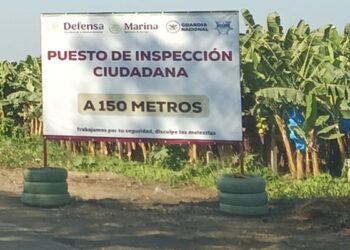 Defensa Marina GUARDIA NACIONAL
PUESTO DE INSPECCIÓN
CIUDADANA
A 150 METROS
Trabajamos por tu seguridad, disculpe las molestias